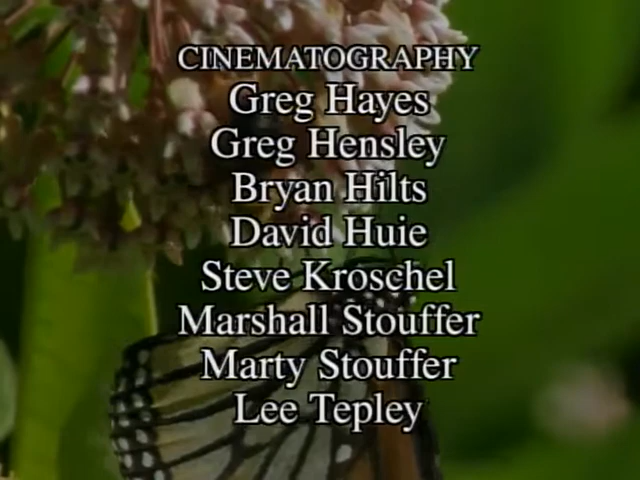 CINEMATOGRAPHY
Greg Hayes
Greg Hensley
Bryan Hilts
David Huie
Steve Kroschel
Marshall Stouffer
Marty Stouffer
Lee Tepley